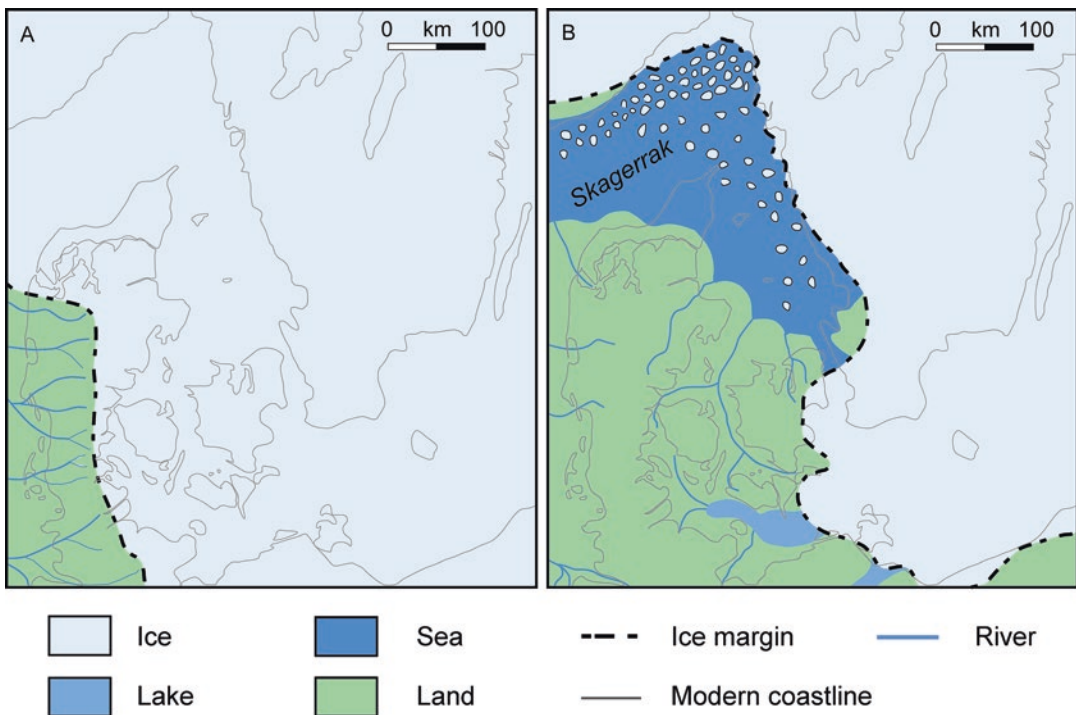 A
0 km 100
B
0 km 100
Skagerrak
Ice
Sea
Ice margin
River
Lake
Land
Modern coastline